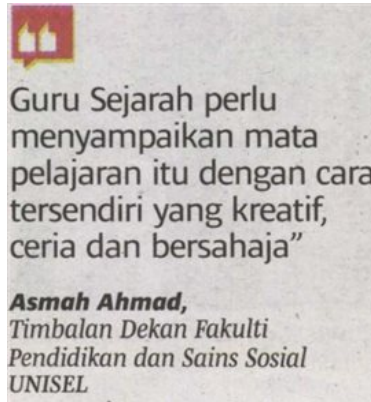 Guru Sejarah perlu
menyampaikan mata
pelajaran itu dengan cara
tersendiri yang kreatif,
ceria dan bersahaja”
Asmah Ahmad,
Timbalan Dekan Fakulti
Pendidikan dan Sains Sosial
UNISEL